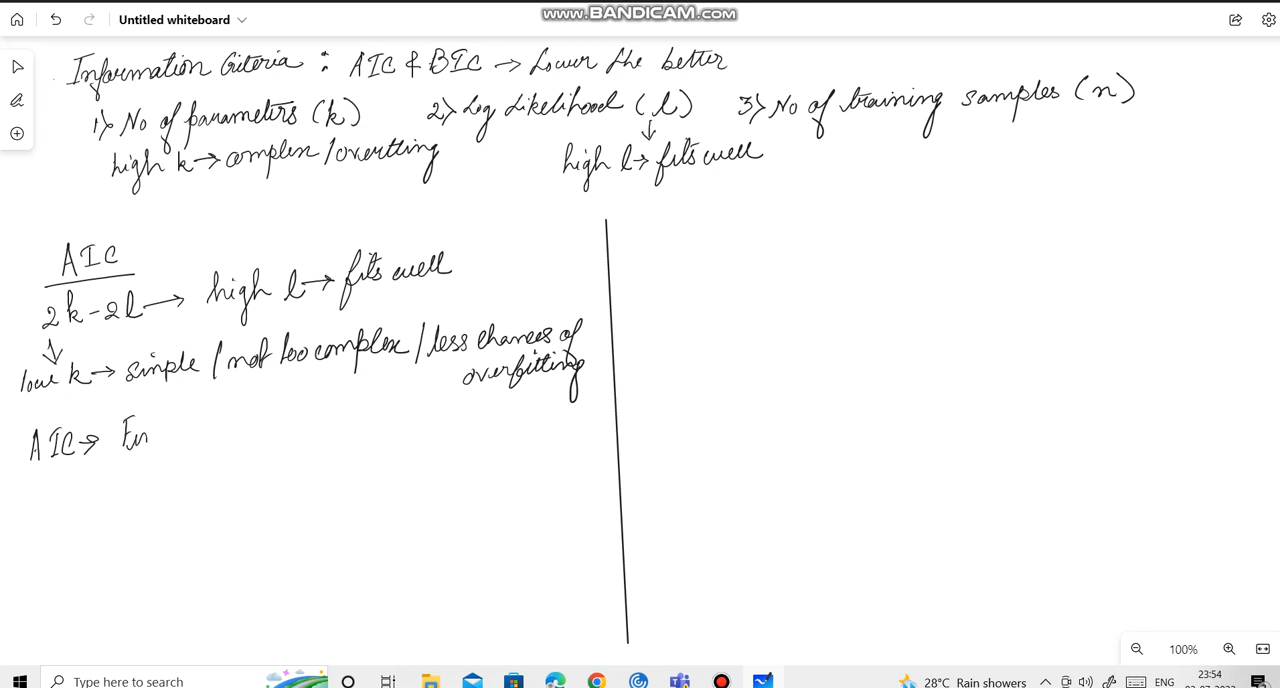 www.BANDICAM.com
Untitled whiteboard
Information Criteria : AIC & BIC → Lower the better
1) No of parameters (k) 2) Log Likelihood (l) 3) No of training samples (n)
high k → complex / overtting
high l → fits well
AIC
2k - 2l → high l → fits well
low k → simple / not too complex / less chances of
overfitting
AIC →
100%
Type here to search
28°C Rain showers
ENG
23:54